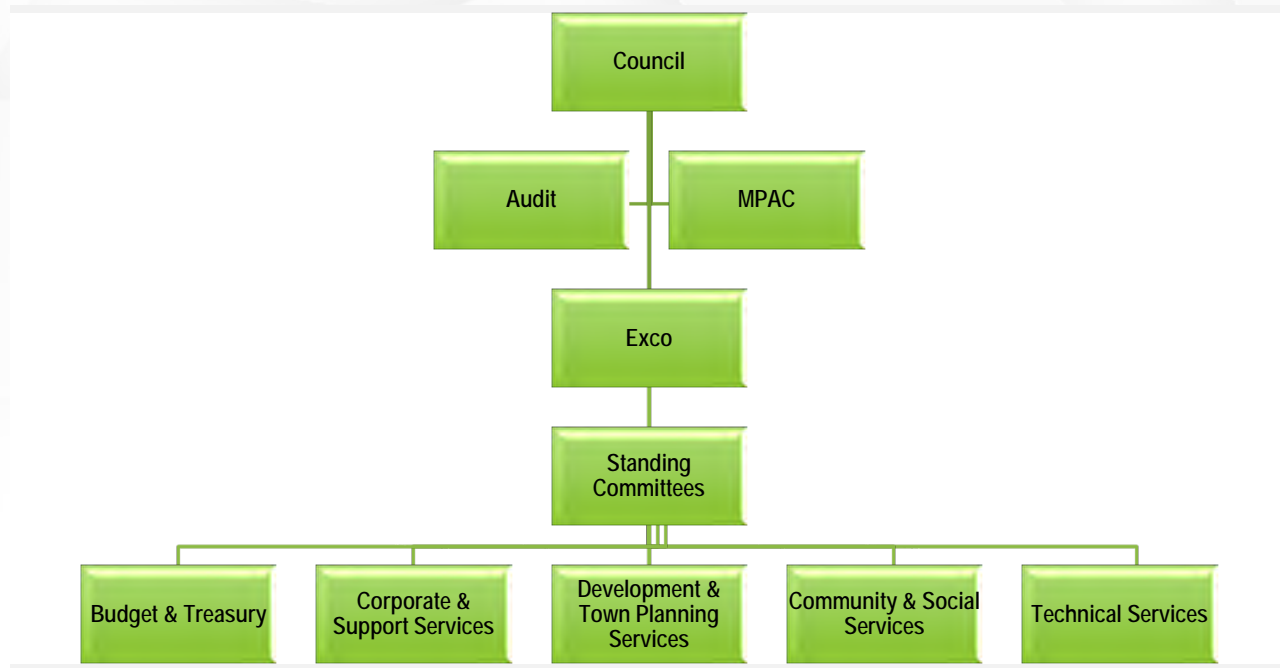 Council
Audit
MPAC
Exco
Standing
Committees
Budget & Treasury
Corporate &
Support Services
Development &
Town Planning
Services
Community & Social
Services
Technical Services